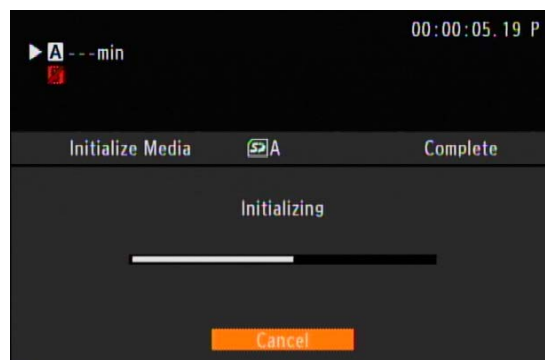 00:00:05.19 P
A ---min
Initialize Media A Complete
Initializing
Cancel